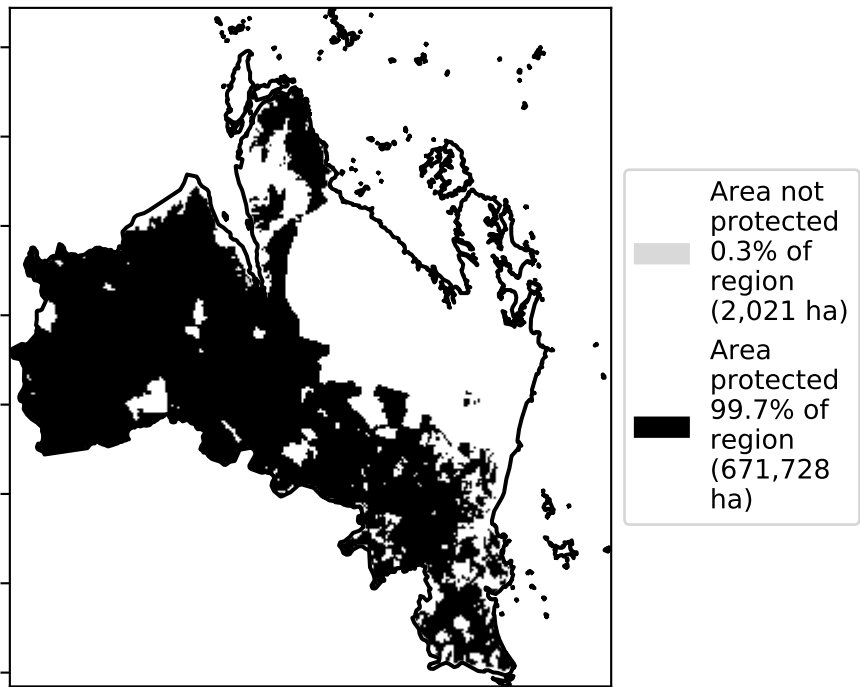 Area not
protected
0.3% of
region
(2,021 ha)
Area
protected
99.7% of
region
(671,728
ha)